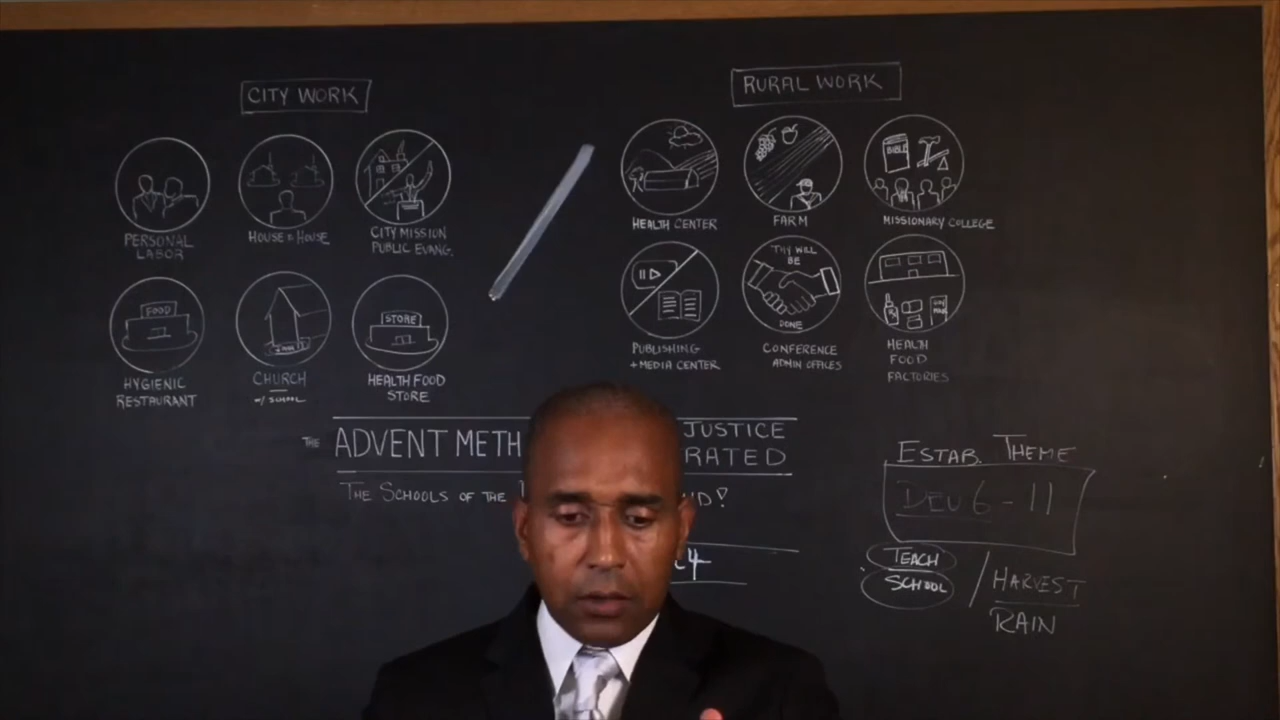 CITY WORK
PERSONAL
LABOR
HOUSE 2 HOUSE
CITY MISSION
PUBLIC EVANG.
FOOD
HYGIENIC
RESTAURANT
CHURCH
W/ SCHOOL
STORE
HEALTH FOOD
STORE
RURAL WORK
HEALTH CENTER
FARM
BIBLE
MISSIONARY COLLEGE
PUBLISHING
+ MEDIA CENTER
THY WILL
BE
DONE
CONFERENCE
ADMIN OFFICES
HEALTH
FOOD
FACTORIES
THE ADVENT METH JUSTICE
RATED
THE SCHOOLS OF THE
ESTAB. THEME
DEU 6-11
TEACH
SCHOOL
/ HARVEST
RAIN